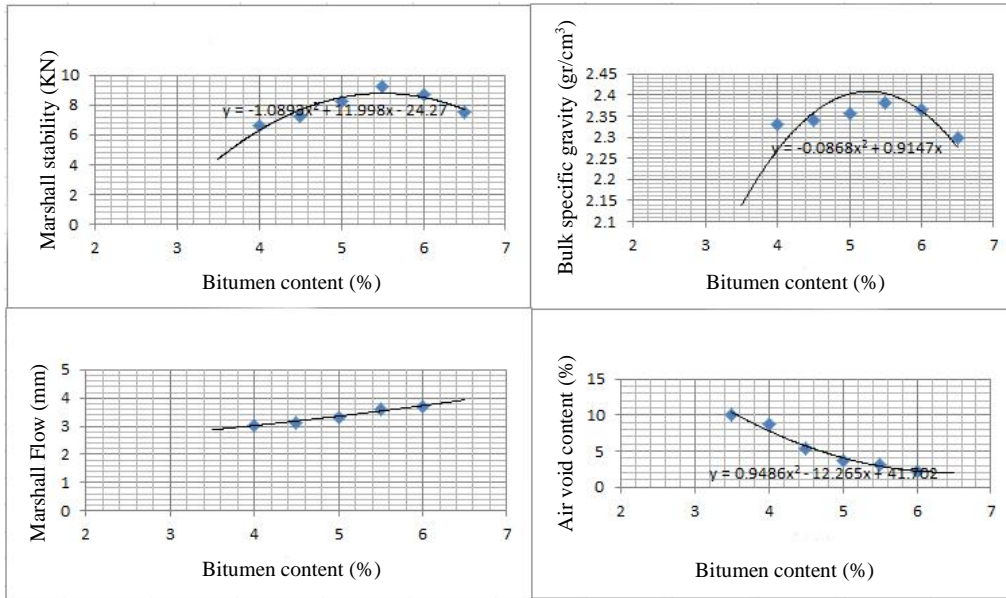 Marshall stability (KN)
10
8
6
4
2
0
y = -1.0893x² + 11.998x - 24.27
2 3 4 5 6 7
Bitumen content (%)
Bulk specific gravity (gr/cm³)
2.45
2.4
2.35
2.3
2.25
2.2
2.15
2.1
y = -0.0868x² + 0.9147x
2 3 4 5 6 7
Bitumen content (%)
Marshall Flow (mm)
5
4
3
2
1
0
2 3 4 5 6 7
Bitumen content (%)
Air void content (%)
15
10
5
0
y = 0.9486x² - 12.265x + 41.702
2 3 4 5 6 7
Bitumen content (%)